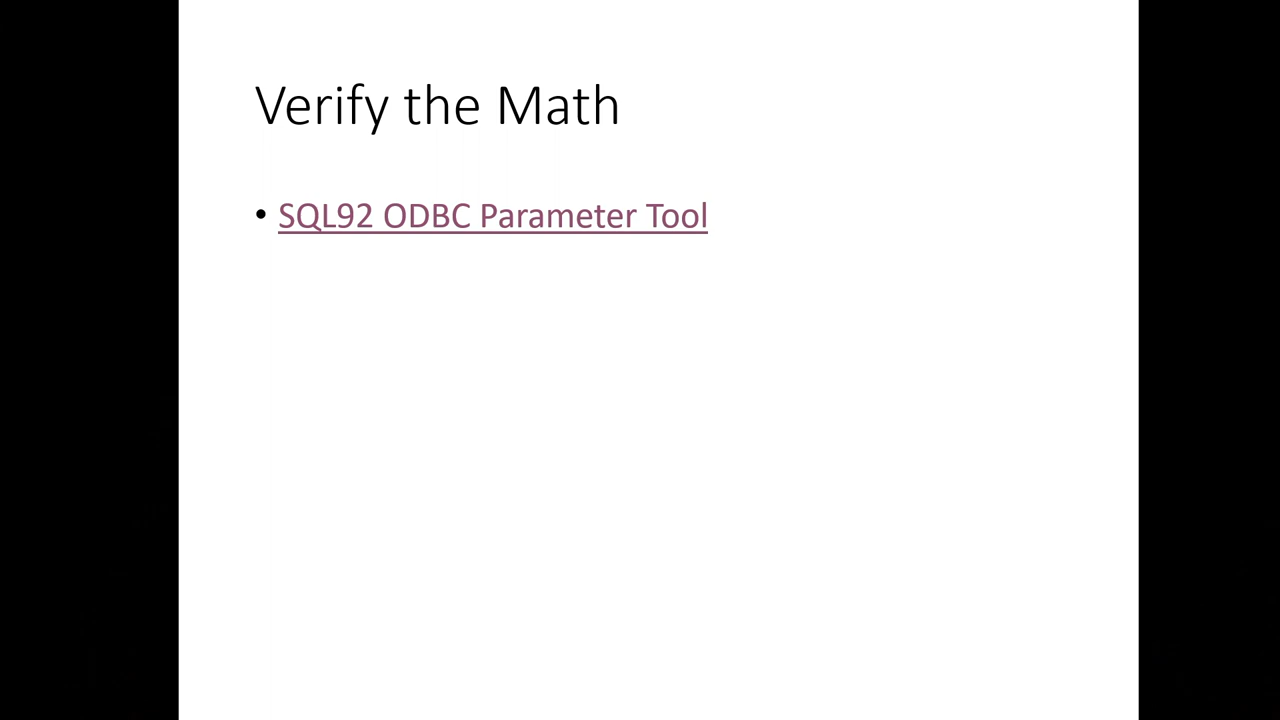 Verify the Math
• SQL92 ODBC Parameter Tool